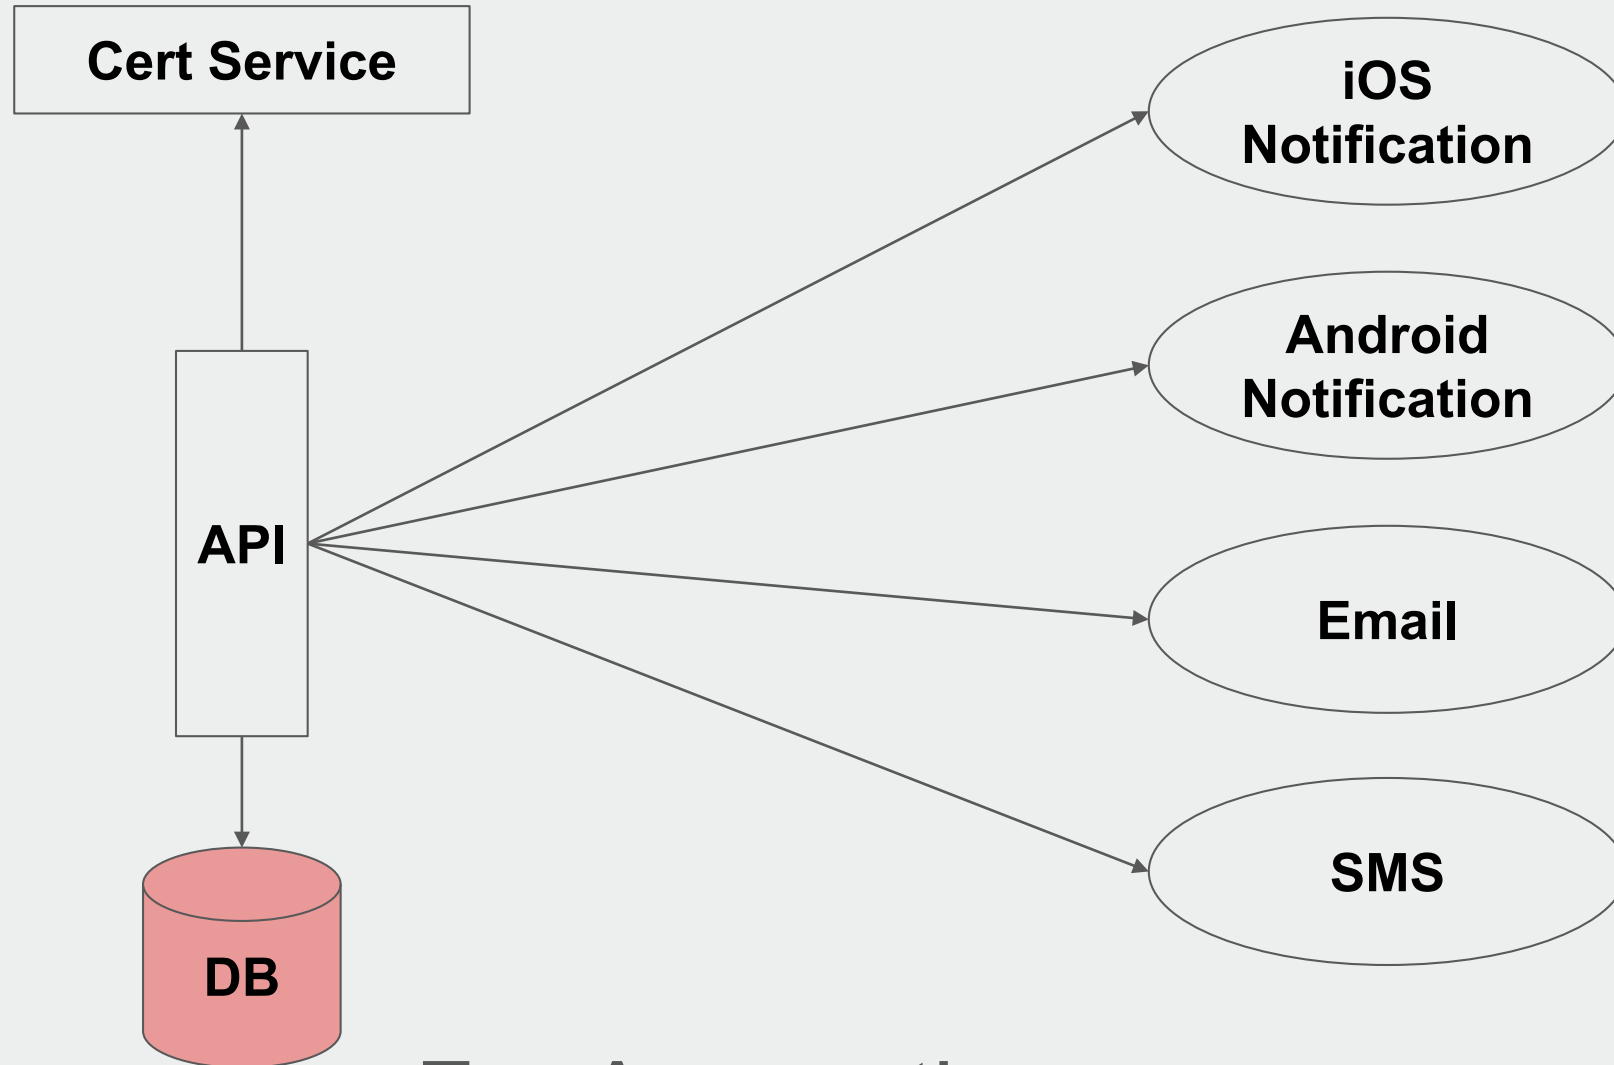 Cert Service
iOS
Notification
Android
Notification
API
Email
SMS
DB